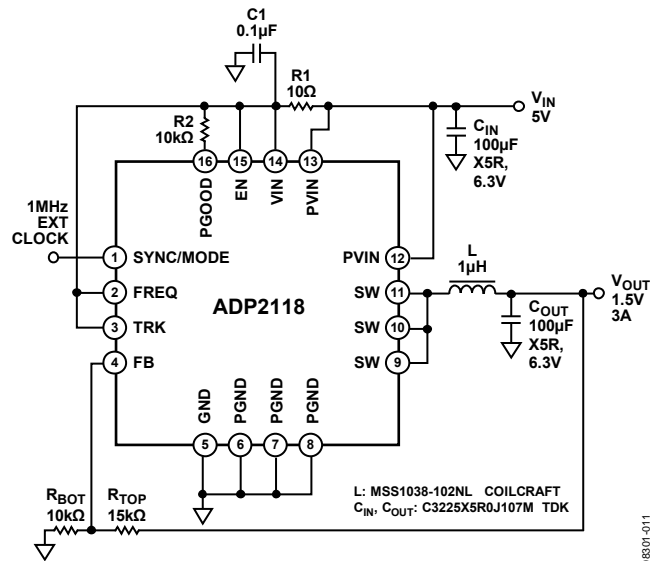 C1
0.1µF
R1
10Ω
VIN
5V
R2
10kΩ
CIN
100µF
X5R,
6.3V
16
15
14
13
PGOOD
EN
VIN
PVIN
1MHz
EXT
CLOCK
1
SYNC/MODE
PVIN
12
L
1µH
2
FREQ
ADP2118
SW
11
VOUT
1.5V
3A
3
TRK
SW
10
COUT
100µF
X5R,
6.3V
4
FB
SW
9
GND
PGND
PGND
PGND
5
6
7
8
RBOT
10kΩ
RTOP
15kΩ
L: MSS1038-102NL COILCRAFT
CIN, COUT: C3225X5R0J107M TDK
08301-011